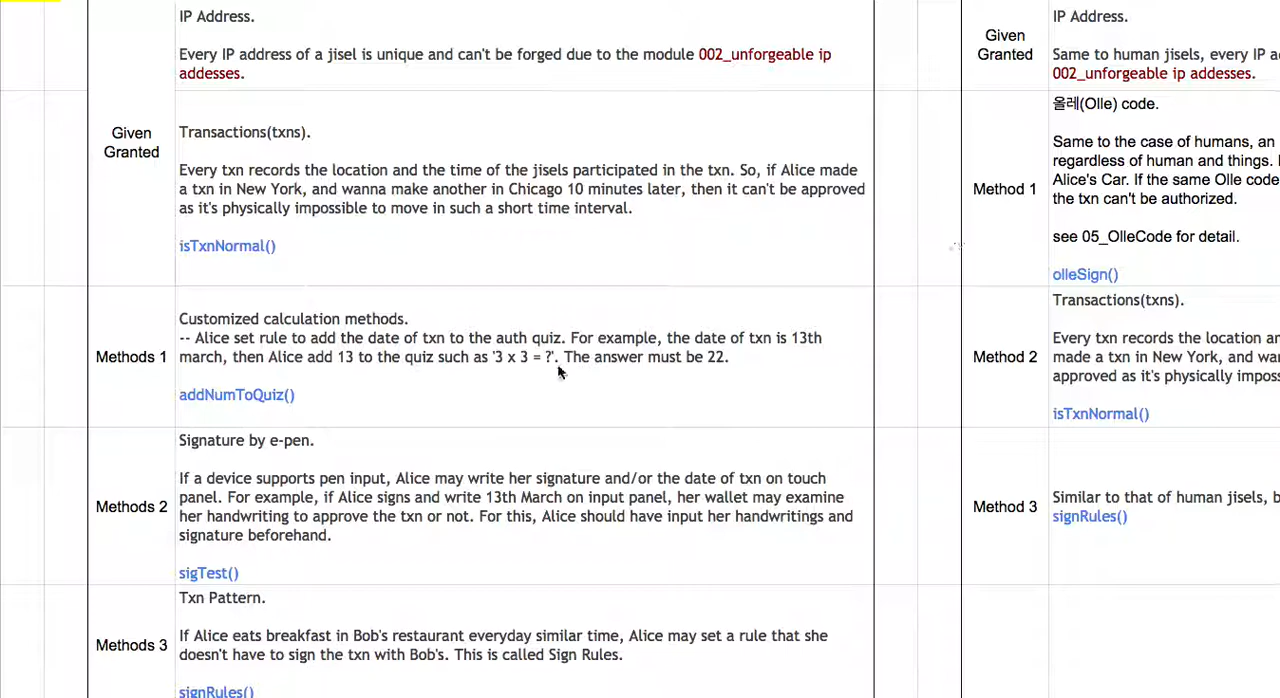 IP Address.
Every IP address of a jisel is unique and can't be forged due to the module 002_unforgeable ip
addesses.
Given
Granted
Transactions(txns).
Every txn records the location and the time of the jisels participated in the txn. So, if Alice made
a txn in New York, and wanna make another in Chicago 10 minutes later, then it can't be approved
as it's physically impossible to move in such a short time interval.
isTxnNormal()
Methods 1
Customized calculation methods.
-- Alice set rule to add the date of txn to the auth quiz. For example, the date of txn is 13th
march, then Alice add 13 to the quiz such as '3 x 3 = ?'. The answer must be 22.
addNumToQuiz()
Methods 2
Signature by e-pen.
If a device supports pen input, Alice may write her signature and/or the date of txn on touch
panel. For example, if Alice signs and write 13th March on input panel, her wallet may examine
her handwriting to approve the txn or not. For this, Alice should have input her handwritings and
signature beforehand.
sigTest()
Methods 3
Txn Pattern.
If Alice eats breakfast in Bob's restaurant everyday similar time, Alice may set a rule that she
doesn't have to sign the txn with Bob's. This is called Sign Rules.
signRules()
Given
Granted
IP Address.
Same to human jisels, every IP
002_unforgeable ip addesses.
Method 1
올레(Olle) code.
Same to the case of humans, an
regardless of human and things.
Alice's Car. If the same Olle code
the txn can't be authorized.
see 05_OlleCode for detail.
olleSign()
Method 2
Transactions(txns).
Every txn records the location
made a txn in New York, and
approved as it's physically
isTxnNormal()
Method 3
Similar to that of human jisels,
signRules()